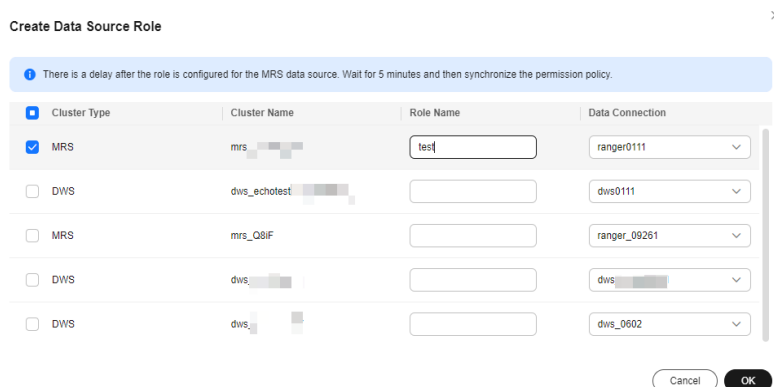 Create Data Source Role
There is a delay after the role is configured for the MRS data source. Wait for 5 minutes and then synchronize the permission policy.
Cluster Type Cluster Name Role Name Data Connection
MRS mrs test ranger0111
DWS dws_echotest dws0111
MRS mrs_Q8iF ranger_09261
DWS dws_ dws
DWS dws_ dws_0602
Cancel OK